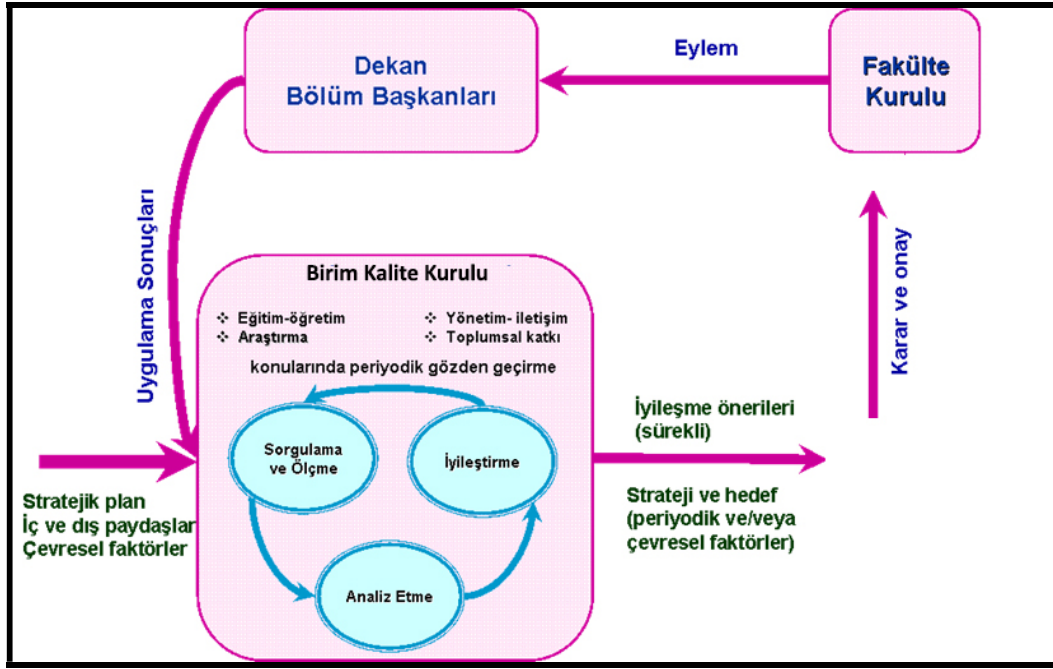 Dekan
Bölüm Başkanları
Eylem
Fakülte
Kurulu
Uygulama Sonuçları
Karar ve onay
Birim Kalite Kurulu
❖ Eğitim-öğretim
❖ Araştırma
❖ Yönetim- iletişim
❖ Toplumsal katkı
konularında periyodik gözden geçirme
Sorgulama
ve Ölçme
İyileştirme
Analiz Etme
Stratejik plan
İç ve dış paydaşlar
Çevresel faktörler
İyileşme önerileri
(sürekli)
Strateji ve hedef
(periyodik ve/veya
çevresel faktörler)